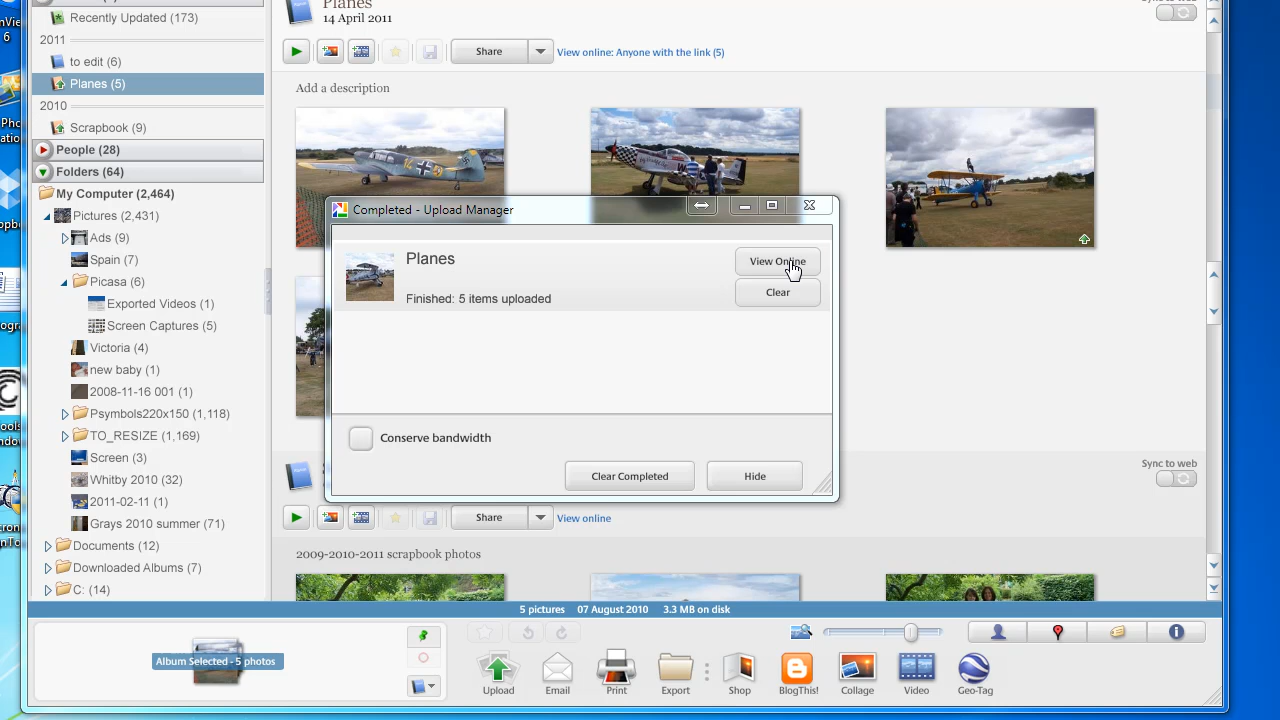 Planes
14 April 2011
Recently Updated (173)
2011
to edit (6)
Planes (5)
2010
Scrapbook (9)
People (28)
Folders (64)
My Computer (2,464)
Pictures (2,431)
Ads (9)
Spain (7)
Picasa (6)
Exported Videos (1)
Screen Captures (5)
Victoria (4)
new baby (1)
2008-11-16 001 (1)
Psymbols220x150 (1,118)
TO_RESIZE (1,169)
Screen (3)
Whitby 2010 (32)
2011-02-11 (1)
Grays 2010 summer (71)
Documents (12)
Downloaded Albums (7)
C: (14)
Share
View online: Anyone with the link (5)
Add a description
Completed - Upload Manager
Planes
View Online
Finished: 5 items uploaded
Clear
Conserve bandwidth
Clear Completed
Hide
Sync to web
Share
View online
2009-2010-2011 scrapbook photos
5 pictures 07 August 2010 3.3 MB on disk
Album Selected - 5 photos
Upload
Email
Print
Export
Shop
BlogThis!
Collage
Video
Geo-Tag